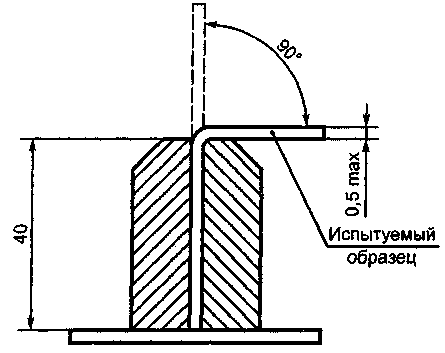 90°
0,5 max
40
Испытуемый
образец